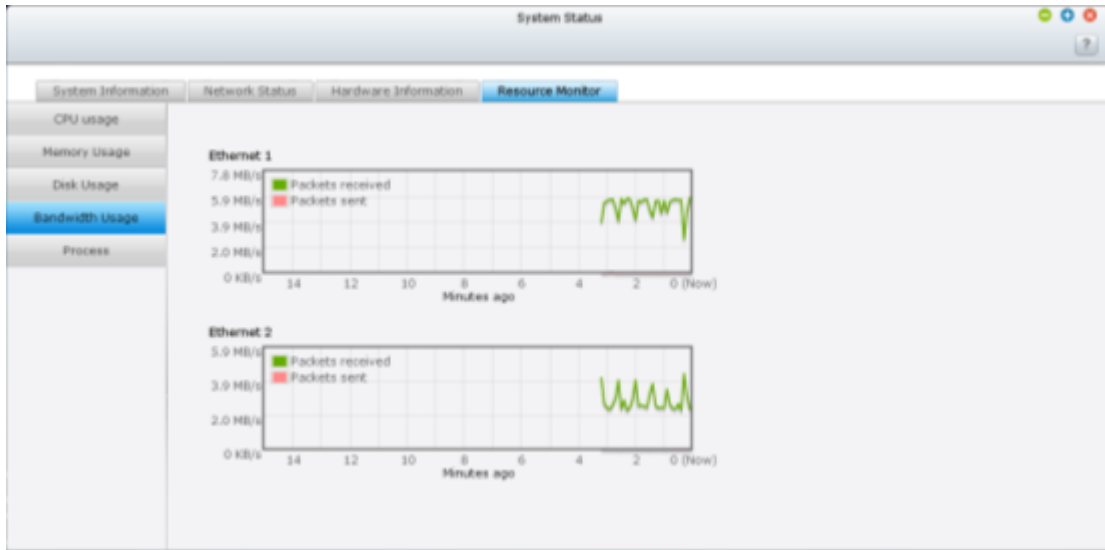 System Status
?
System Information Network Status Hardware Information Resource Monitor
CPU usage
Memory Usage
Disk Usage
Bandwidth Usage
Process
Ethernet 1
7.8 MB/s
5.9 MB/s
3.9 MB/s
2.0 MB/s
0 KB/s
Packets received
Packets sent
14 12 10 8 6 4 2 0 (Now)
Minutes ago
Ethernet 2
5.9 MB/s
3.9 MB/s
2.0 MB/s
0 KB/s
Packets received
Packets sent
14 12 10 8 6 4 2 0 (Now)
Minutes ago